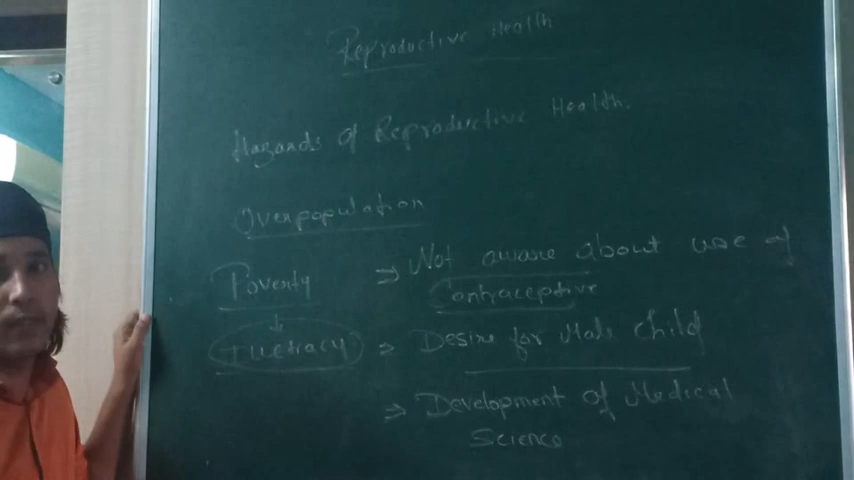 Reproductive Health
Hazards of Reproductive Health.
Overpopulation
Poverty ⇒ Not aware about use of
Contraceptive
↓
⇒ Desire for Male Child
⇒ Development of Medical
Science